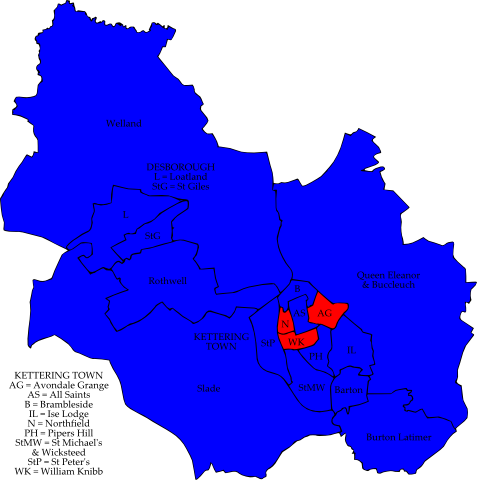 Welland
DESBOROUGH
L = Loatland
StG = St Giles
L
StG
Rothwell
Queen Eleanor
& Buccleuch
B
AS
AG
N
KETTERING
TOWN
StP
WK
PH
IL
Slade
StMW
Barton
Burton Latimer
KETTERING TOWN
AG = Avondale Grange
AS = All Saints
B = Brambleside
IL = Ise Lodge
N = Northfield
PH = Pipers Hill
StMW = St Michael's
& Wicksteed
StP = St Peter's
WK = William Knibb